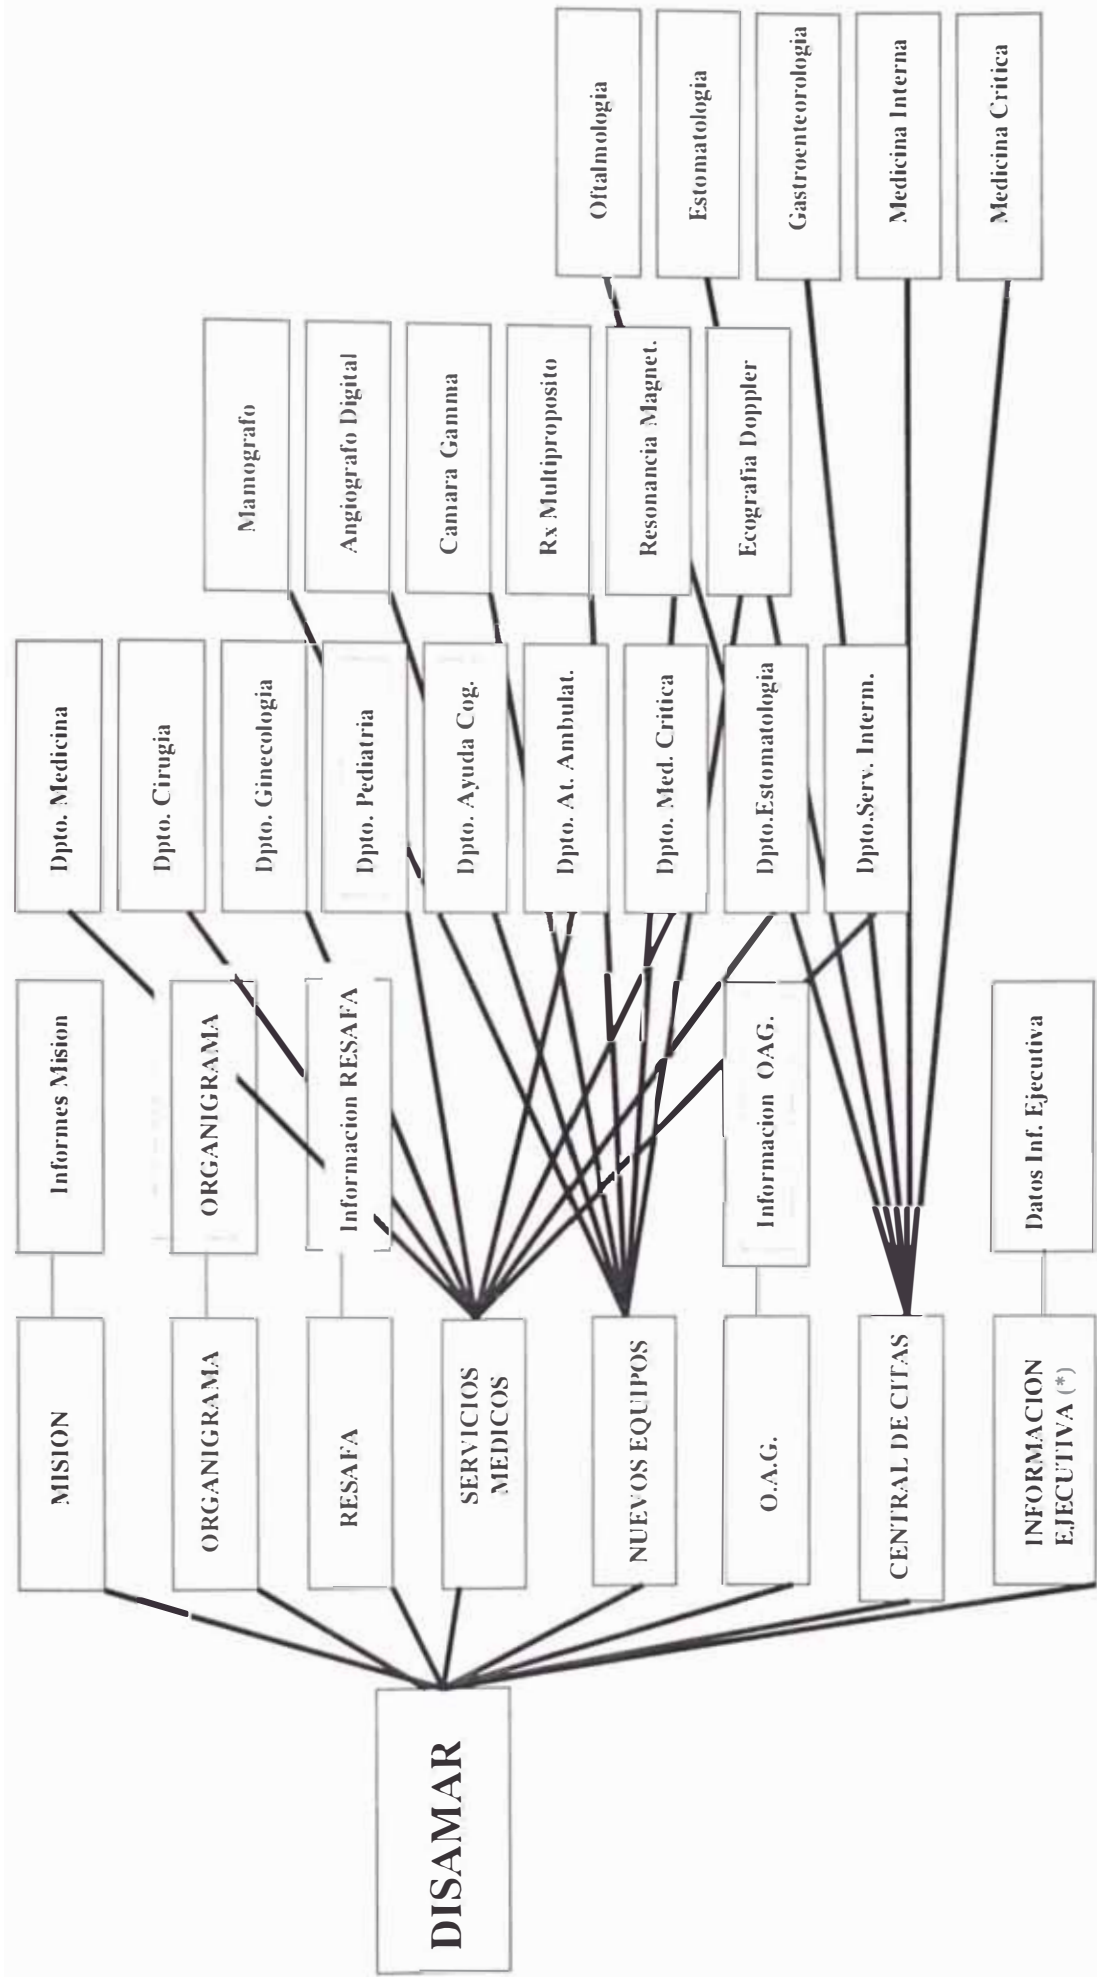 DISAMAR
MISION
ORGANIGRAMA
RESAFA
SERVICIOS
MEDICOS
NUEVOS EQUIPOS
O.A.G.
CENTRAL DE CITAS
INFORMACION
EJECUTIVA (*)
Informes Mision
ORGANIGRAMA
Informacion RESAFA
Informacion OAG.
Datos Inf. Ejecutiva
Dpto. Medicina
Dpto. Cirugia
Dpto. Ginecologia
Dpto. Pediatria
Dpto. Ayuda Cog.
Dpto. At. Ambulat.
Dpto. Med. Critica
Dpto.Estomatologia
Dpto.Serv. Interm.
Mamografo
Angiografo Digital
Camara Gamma
Rx Multiproposito
Resonancia Magnet.
Ecografia Doppler
Oftalmologia
Estomatologia
Gastroenteorologia
Medicina Interna
Medicina Critica